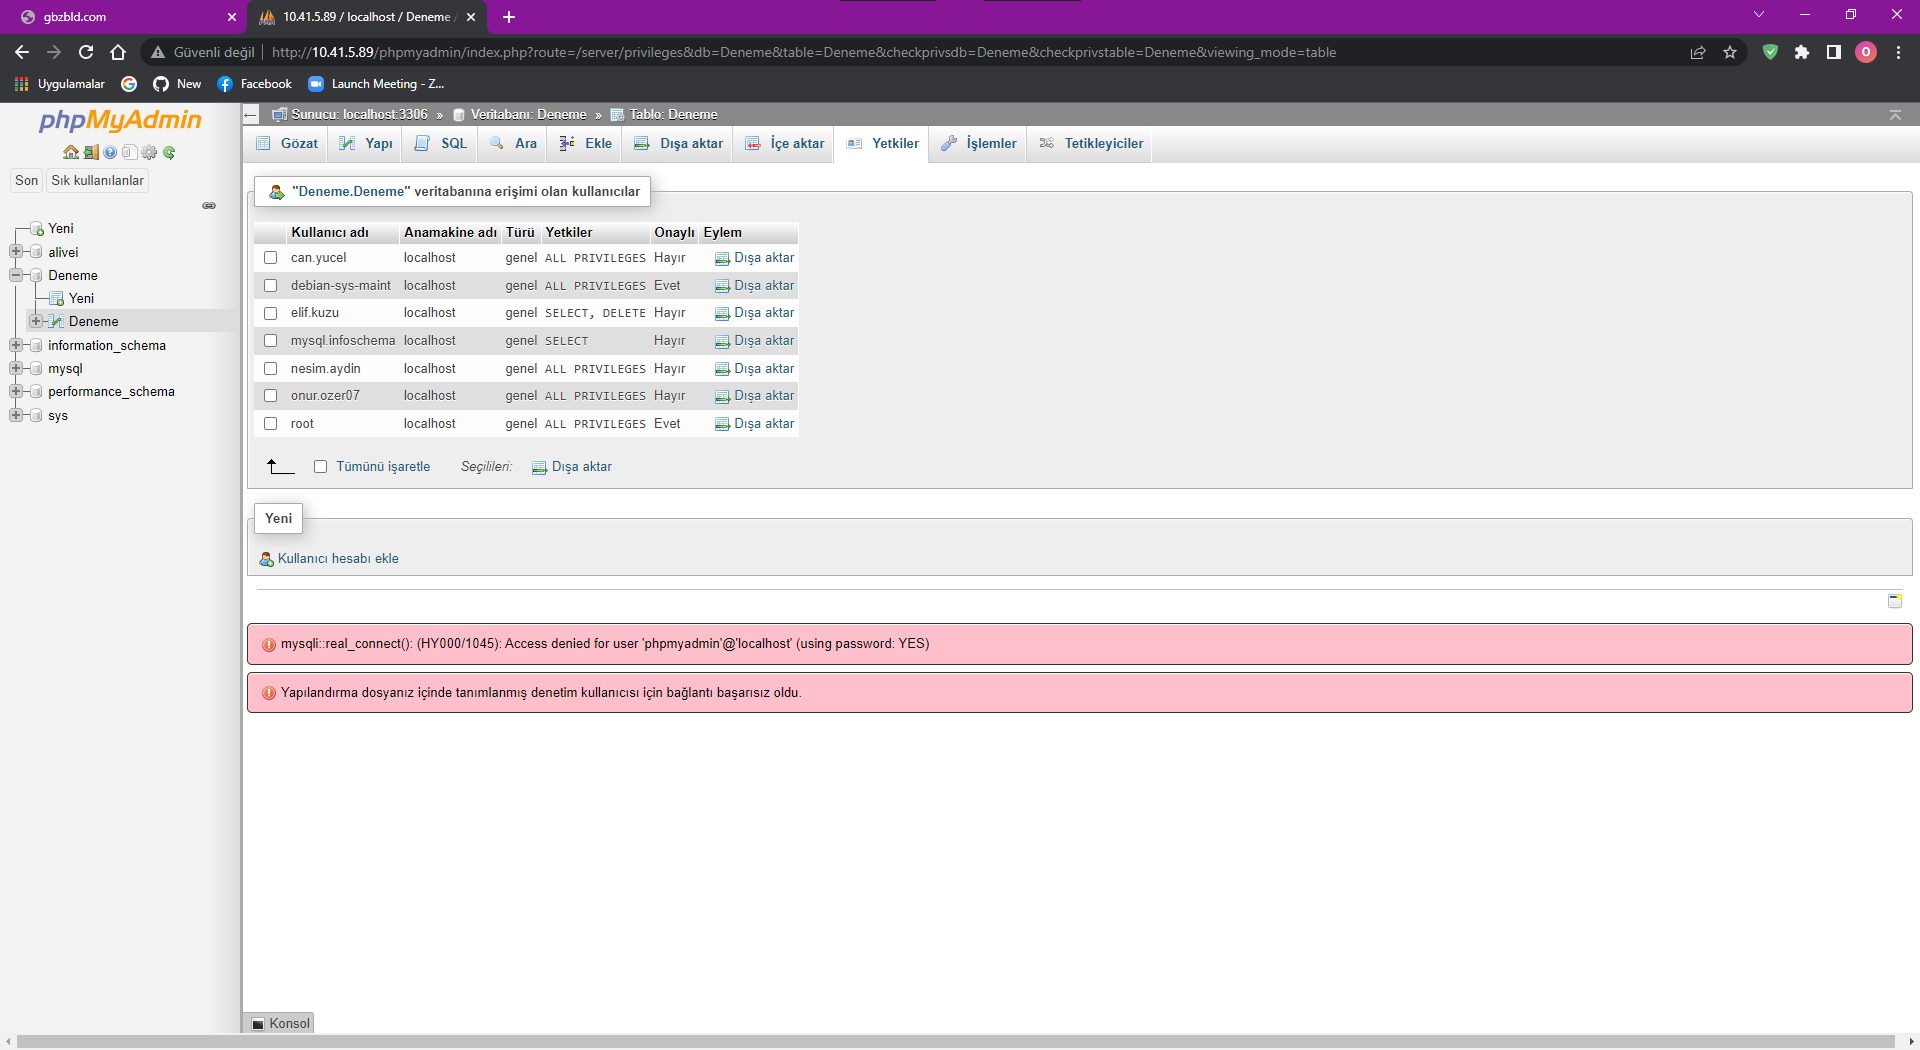 gbzbld.com
10.41.5.89 / localhost / Deneme /
Güvenli değil
http://10.41.5.89/phpmyadmin/index.php?route=/server/privileges&db=Deneme&table=Deneme&checkprivsdb=Deneme&checkprivstable=Deneme&viewing_mode=table
O
Uygulamalar New Facebook Launch Meeting - Z...
phpMyAdmin
Son Sık kullanılanlar
Yeni
alivei
Deneme
Yeni
Deneme
information_schema
mysql
performance_schema
sys
Sunucu: localhost:3306 » Veritabanı: Deneme » Tablo: Deneme
Gözat Yapı SQL Ara Ekle Dışa aktar İçe aktar Yetkiler İşlemler Tetikleyiciler
"Deneme.Deneme" veritabanına erişimi olan kullanıcılar
Kullanıcı adı Anamakine adı Türü Yetkiler Onaylı Eylem
can.yucel localhost genel ALL PRIVILEGES Hayır Dışa aktar
debian-sys-maint localhost genel ALL PRIVILEGES Evet Dışa aktar
elif.kuzu localhost genel SELECT, DELETE Hayır Dışa aktar
mysql.infoschema localhost genel SELECT Hayır Dışa aktar
nesim.aydin localhost genel ALL PRIVILEGES Hayır Dışa aktar
onur.ozer07 localhost genel ALL PRIVILEGES Hayır Dışa aktar
root localhost genel ALL PRIVILEGES Evet Dışa aktar
Tümünü işaretle Seçilileri: Dışa aktar
Yeni
Kullanıcı hesabı ekle
mysqli::real_connect(): (HY000/1045): Access denied for user 'phpmyadmin'@'localhost' (using password: YES)
Yapılandırma dosyanız içinde tanımlanmış denetim kullanıcısı için bağlantı başarısız oldu.
Konsol